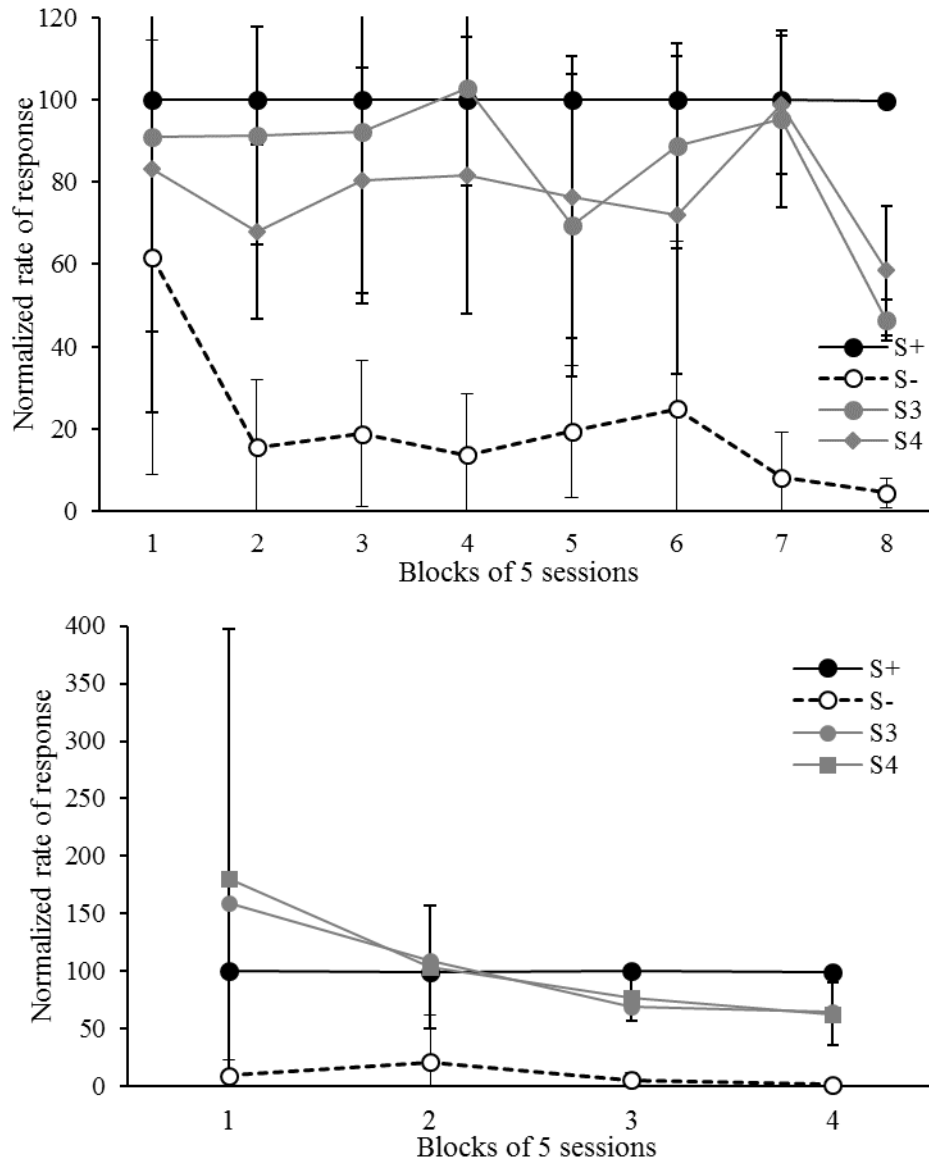 120
100
80
60
40
20
0
Normalized rate of response
1 2 3 4 5 6 7 8
Blocks of 5 sessions
S+
S-
S3
S4
400
350
300
250
200
150
100
50
0
Normalized rate of response
1 2 3 4
Blocks of 5 sessions
S+
S-
S3
S4